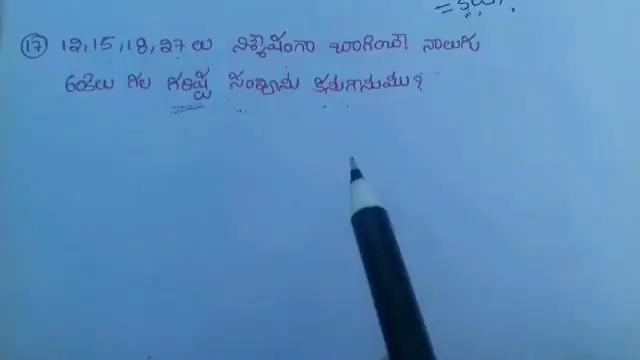 (17) 12,15,18,27 లు నిశ్శేషంగా భాగించే నాలుగు
అంకెలు గల గరిష్ట సంఖ్యను కనుగొనుము?